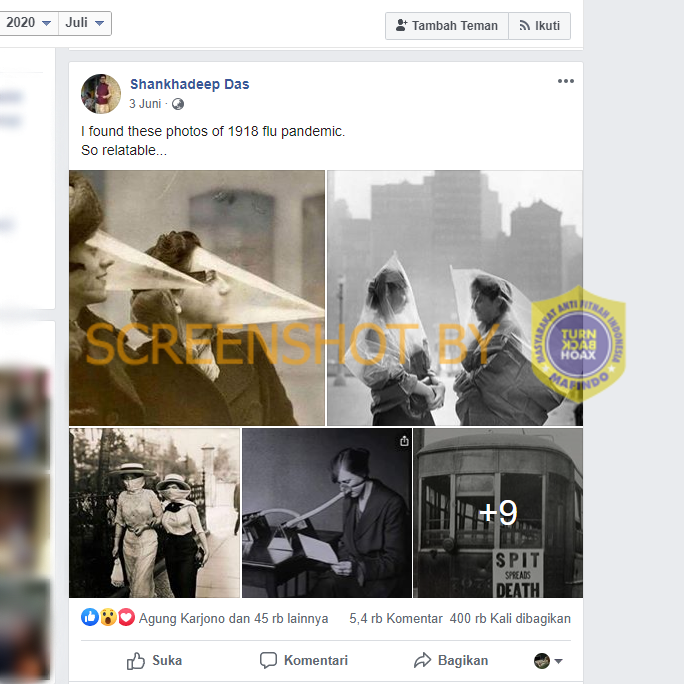 2020 Juli
Tambah Teman Ikuti
Shankhadeep Das
3 Juni ·
I found these photos of 1918 flu pandemic.
So relatable...
SCREENSHOT BY
MASYARAKAT ANTI FITNAH INDONESIA
TURN
BACK
HOAX
MAFINDO
+9
SPIT
SPREADS
DEATH
Agung Karjono dan 45 rb lainnya 5,4 rb Komentar 400 rb Kali dibagikan
Suka Komentari Bagikan